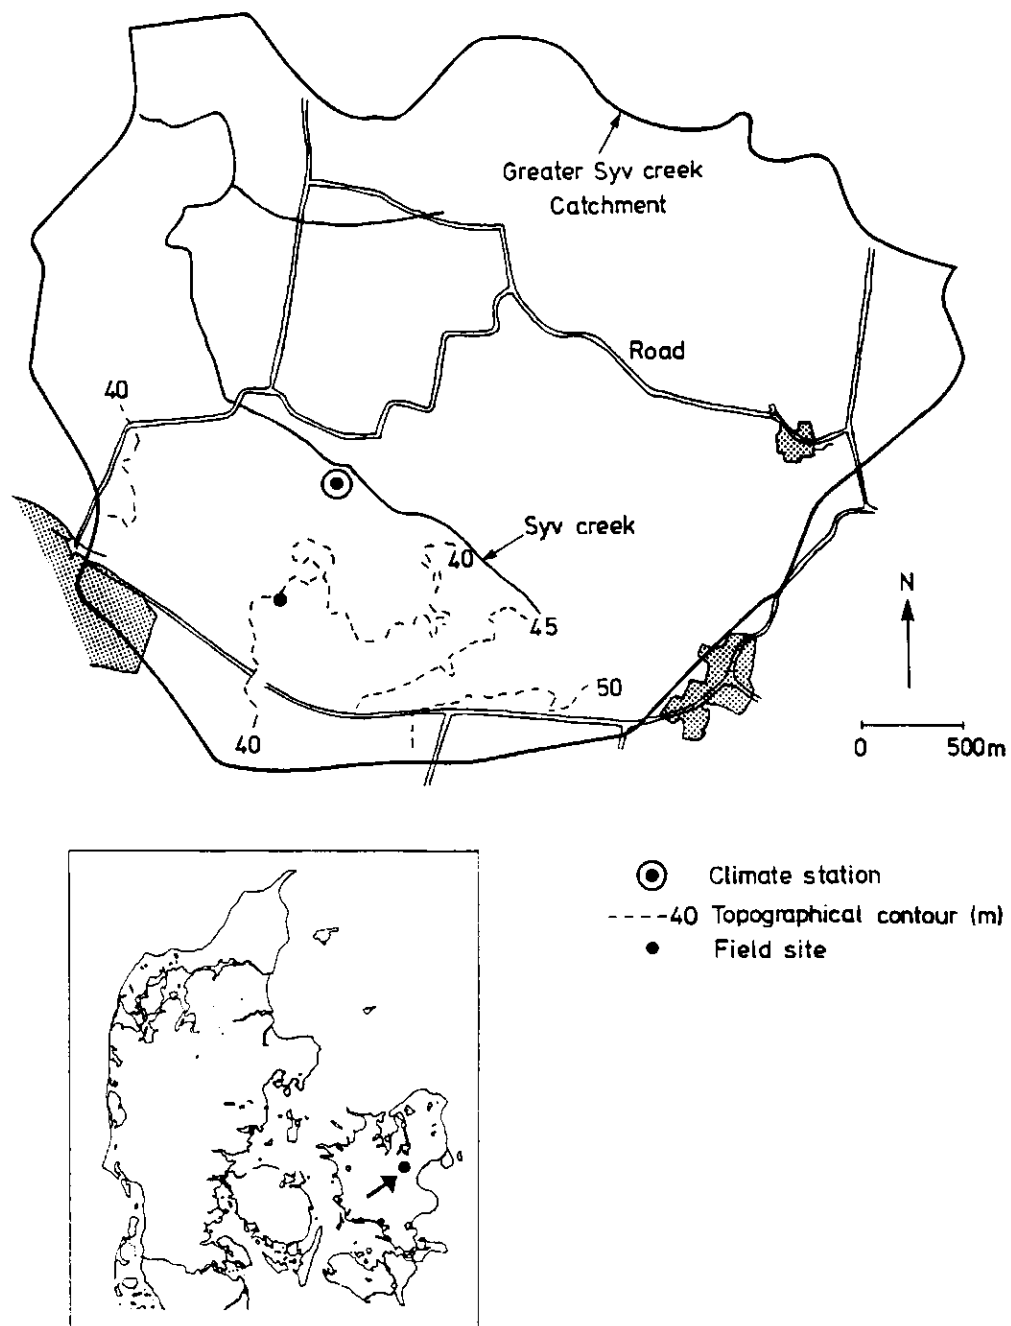 Greater Syv creek
Catchment
Road
40
Syv creek
40
45
N
50
40
0 500m
Climate station
40 Topographical contour (m)
Field site